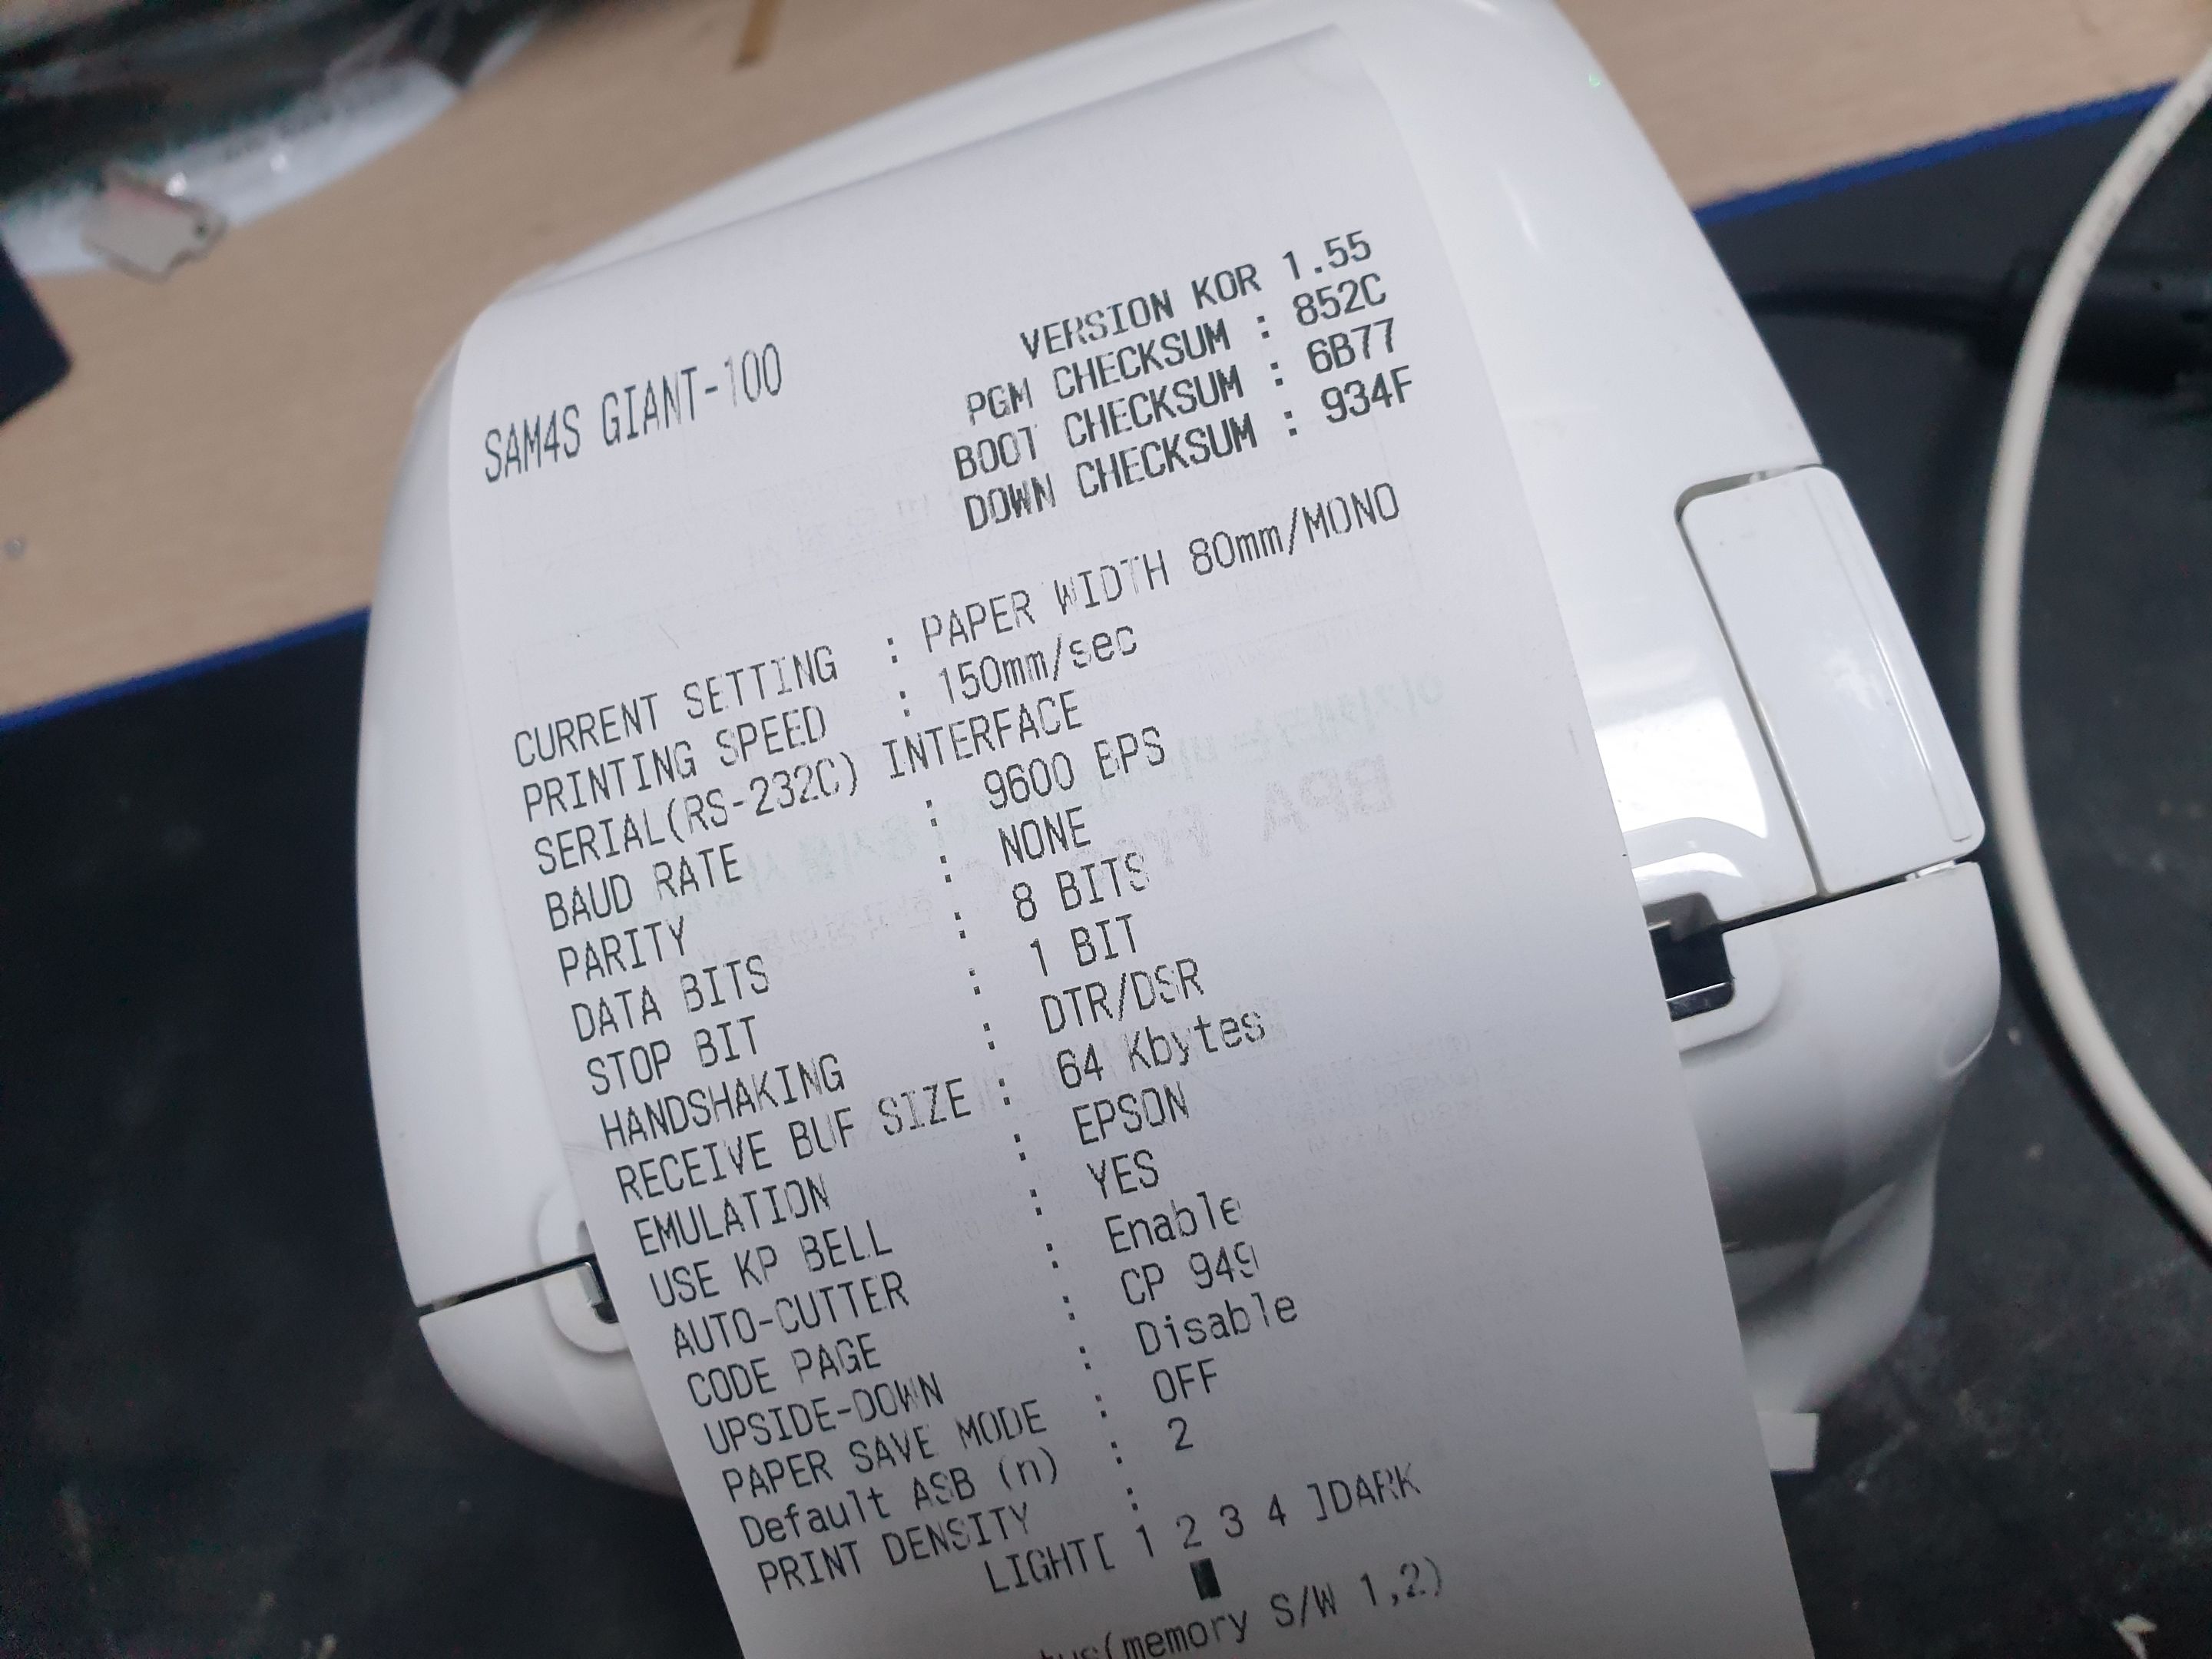 SAM4S GIANT-100
VERSION KOR 1.55
PGM CHECKSUM : 852C
BOOT CHECKSUM : 6B77
DOWN CHECKSUM : 934F
CURRENT SETTING : PAPER WIDTH 80mm/MONO
PRINTING SPEED : 150mm/sec
SERIAL(RS-232C) INTERFACE
BAUD RATE : 9600 BPS
PARITY : NONE
DATA BITS : 8 BITS
STOP BIT : 1 BIT
HANDSHAKING : DTR/DSR
RECEIVE BUF SIZE : 64 Kbytes
EMULATION : EPSON
USE KP BELL : YES
AUTO-CUTTER : Enable
CODE PAGE : CP 949
UPSIDE-DOWN : Disable
PAPER SAVE MODE : OFF
Default ASB (n) : 2
PRINT DENSITY :
LIGHT[ 1 2 3 4 ]DARK
(memory S/W 1,2)